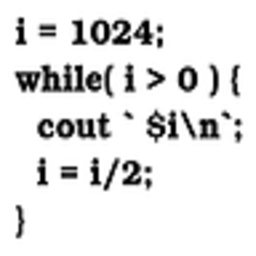 i = 1024;
while( i > 0 ) {
cout ` $i\n`;
i = i/2;
}